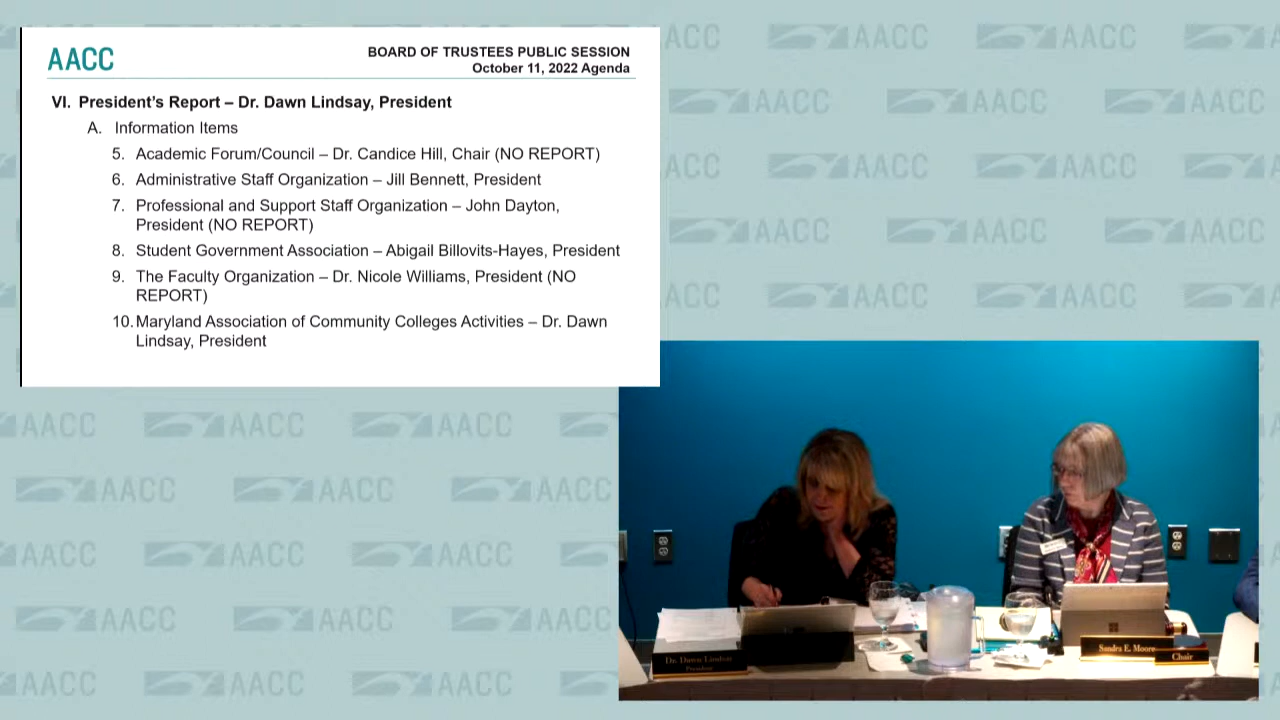 AACC
BOARD OF TRUSTEES PUBLIC SESSION
October 11, 2022 Agenda
VI. President's Report – Dr. Dawn Lindsay, President
A. Information Items
5. Academic Forum/Council – Dr. Candice Hill, Chair (NO REPORT)
6. Administrative Staff Organization – Jill Bennett, President
7. Professional and Support Staff Organization – John Dayton,
President (NO REPORT)
8. Student Government Association – Abigail Billovits-Hayes, President
9. The Faculty Organization – Dr. Nicole Williams, President (NO
REPORT)
10. Maryland Association of Community Colleges Activities – Dr. Dawn
Lindsay, President
Dr. Dawn Lindsay
President
Sandra E. Moore
Chair